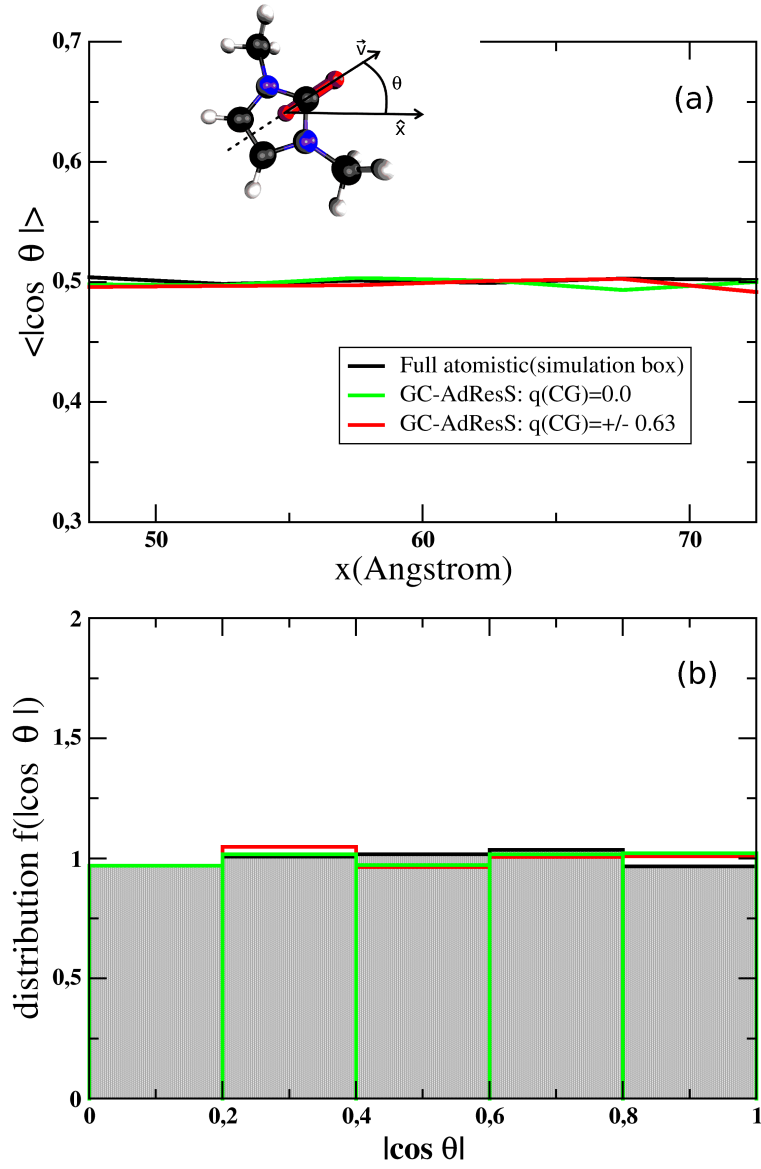 0,7
0,6
0,5
0,4
0,3
<|cos θ|>
v⃗
θ
x̂
(a)
Full atomistic(simulation box)
GC-AdResS: q(CG)=0.0
GC-AdResS: q(CG)=+/- 0.63
50
60
70
x(Angstrom)
2
1,5
1
0,5
0
distribution f(|cos θ|)
(b)
0
0,2
0,4
0,6
0,8
1
|cos θ|